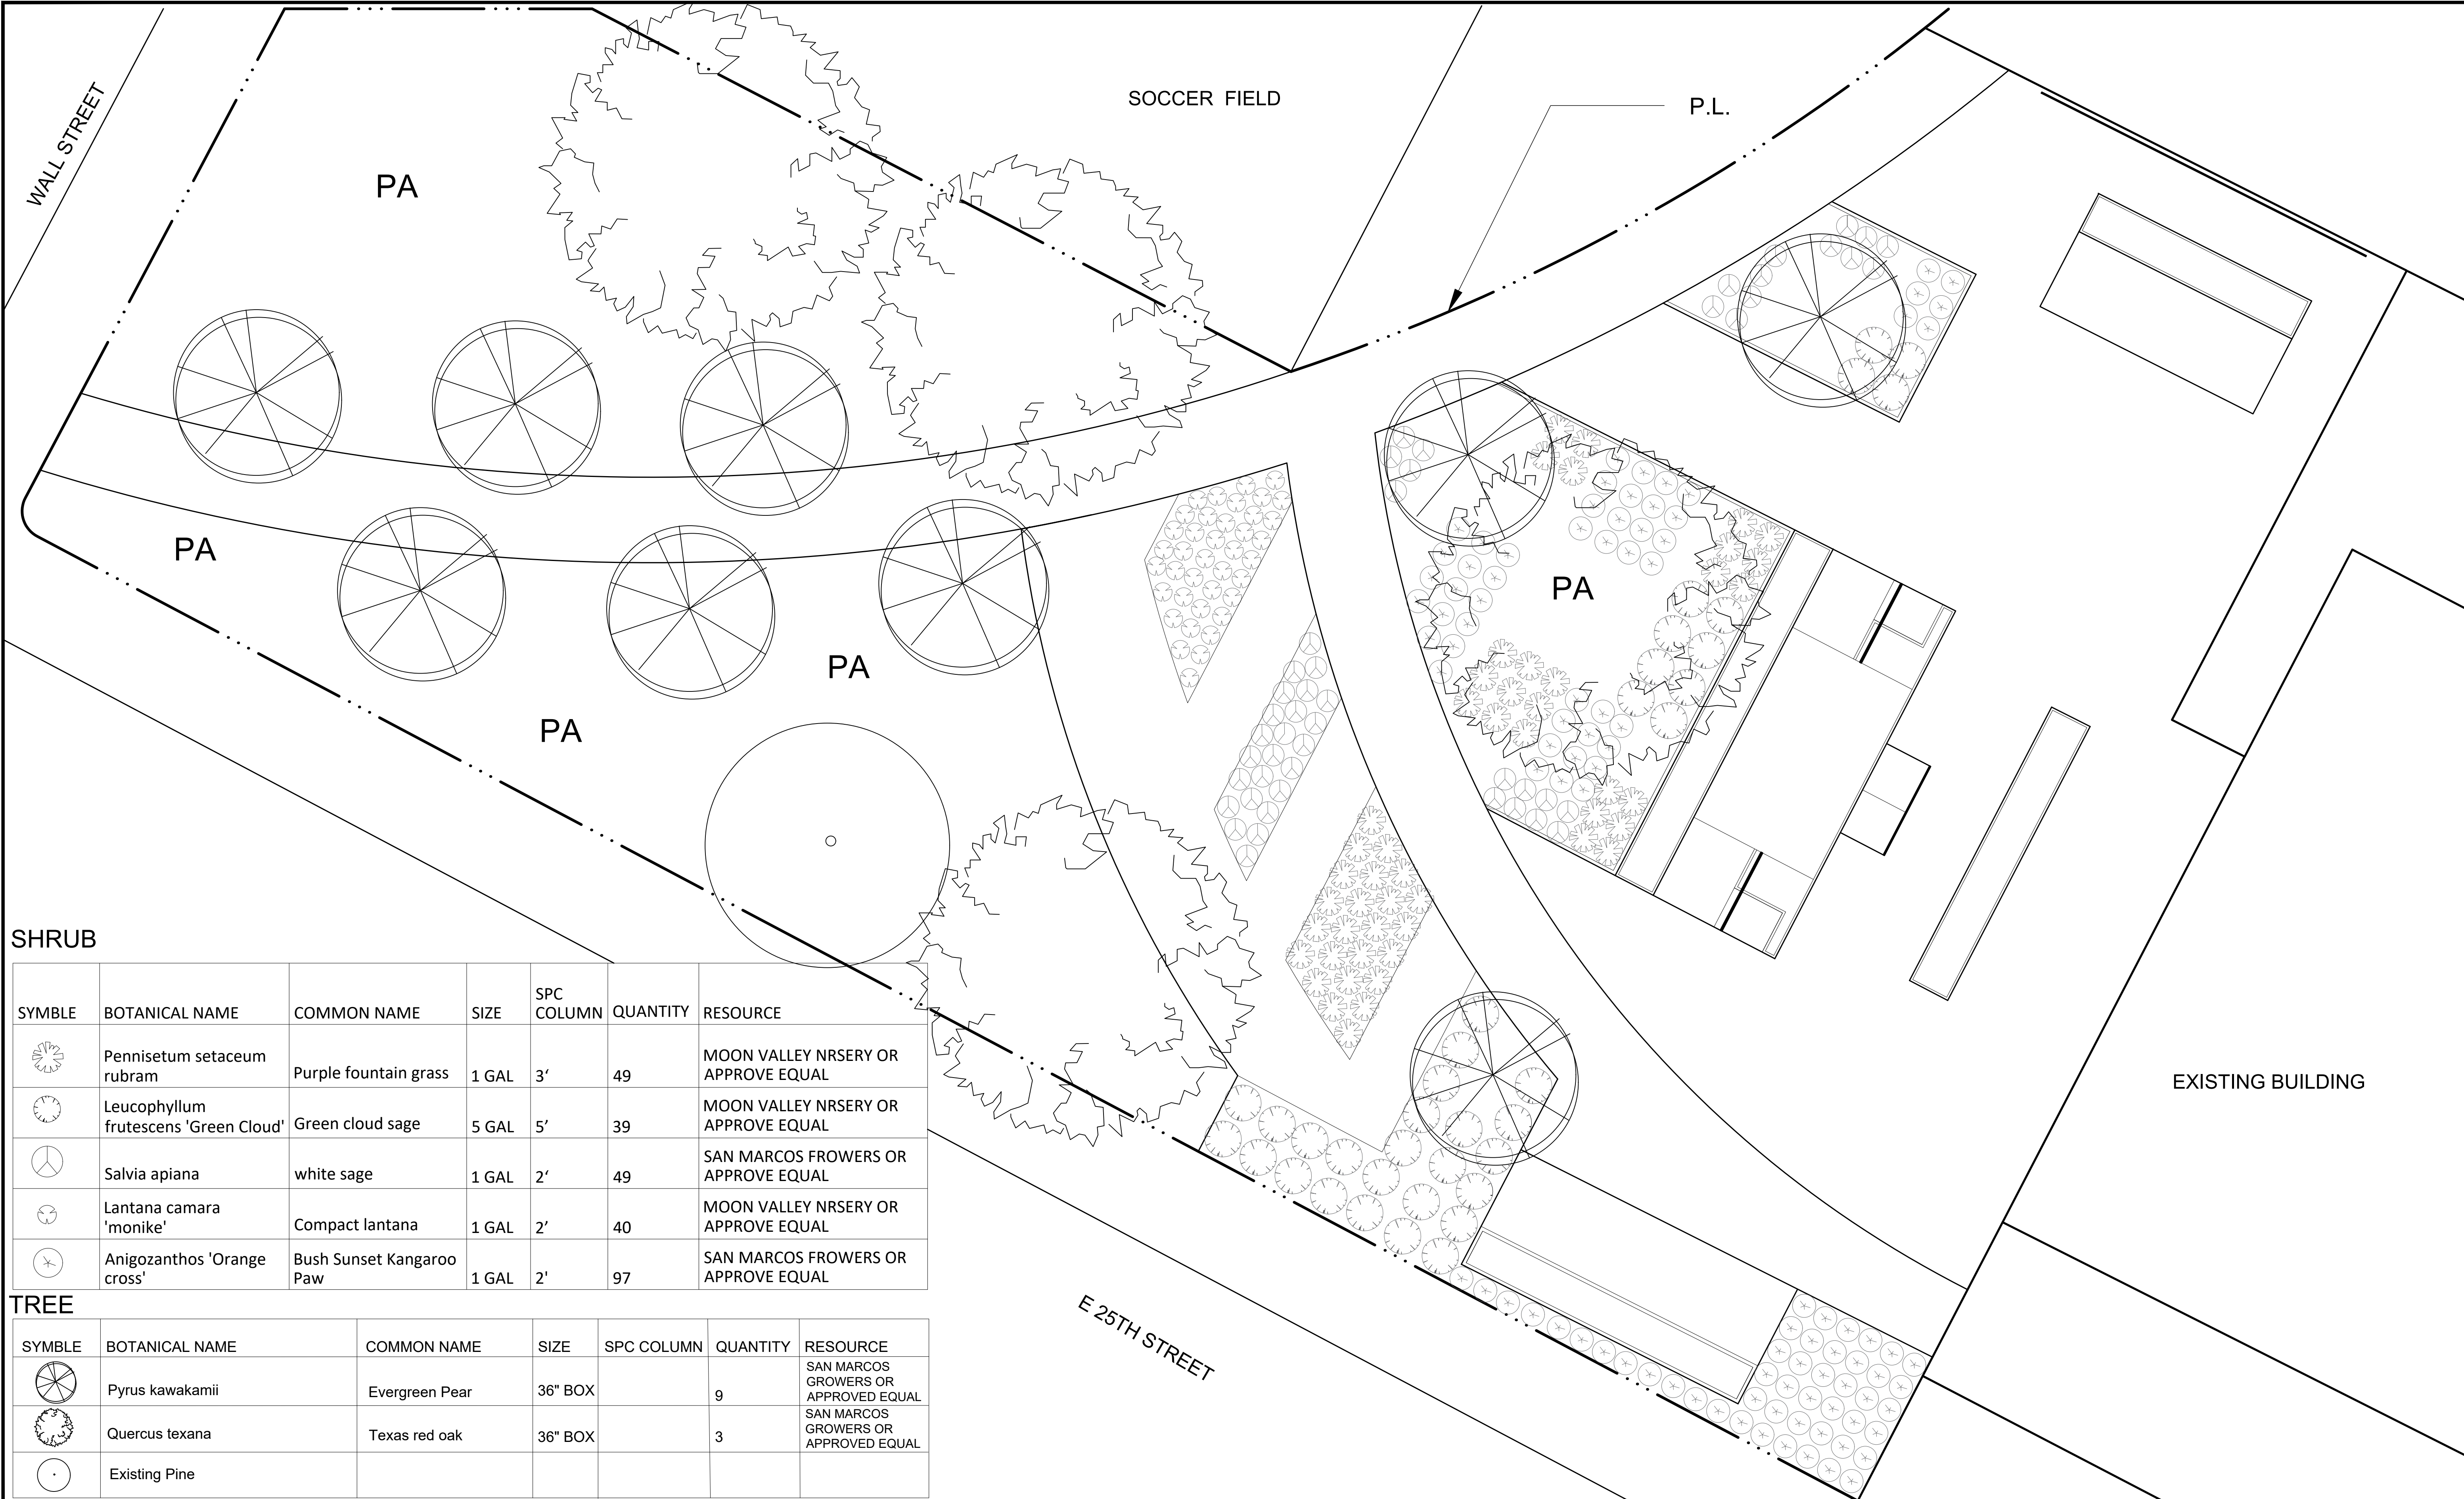 WALL STREET
SOCCER FIELD
P.L.
PA
PA
PA
PA
PA
EXISTING BUILDING
E 25TH STREET
SHRUB
SYMBLE BOTANICAL NAME COMMON NAME SIZE SPC COLUMN QUANTITY RESOURCE
Pennisetum setaceum rubram Purple fountain grass 1 GAL 3‘ 49 MOON VALLEY NRSERY OR APPROVE EQUAL
Leucophyllum frutescens 'Green Cloud' Green cloud sage 5 GAL 5’ 39 MOON VALLEY NRSERY OR APPROVE EQUAL
Salvia apiana white sage 1 GAL 2‘ 49 SAN MARCOS FROWERS OR APPROVE EQUAL
Lantana camara 'monike' Compact lantana 1 GAL 2’ 40 MOON VALLEY NRSERY OR APPROVE EQUAL
Anigozanthos 'Orange cross' Bush Sunset Kangaroo Paw 1 GAL 2' 97 SAN MARCOS FROWERS OR APPROVE EQUAL
TREE
SYMBLE BOTANICAL NAME COMMON NAME SIZE SPC COLUMN QUANTITY RESOURCE
Pyrus kawakamii Evergreen Pear 36" BOX 9 SAN MARCOS GROWERS OR APPROVED EQUAL
Quercus texana Texas red oak 36" BOX 3 SAN MARCOS GROWERS OR APPROVED EQUAL
Existing Pine